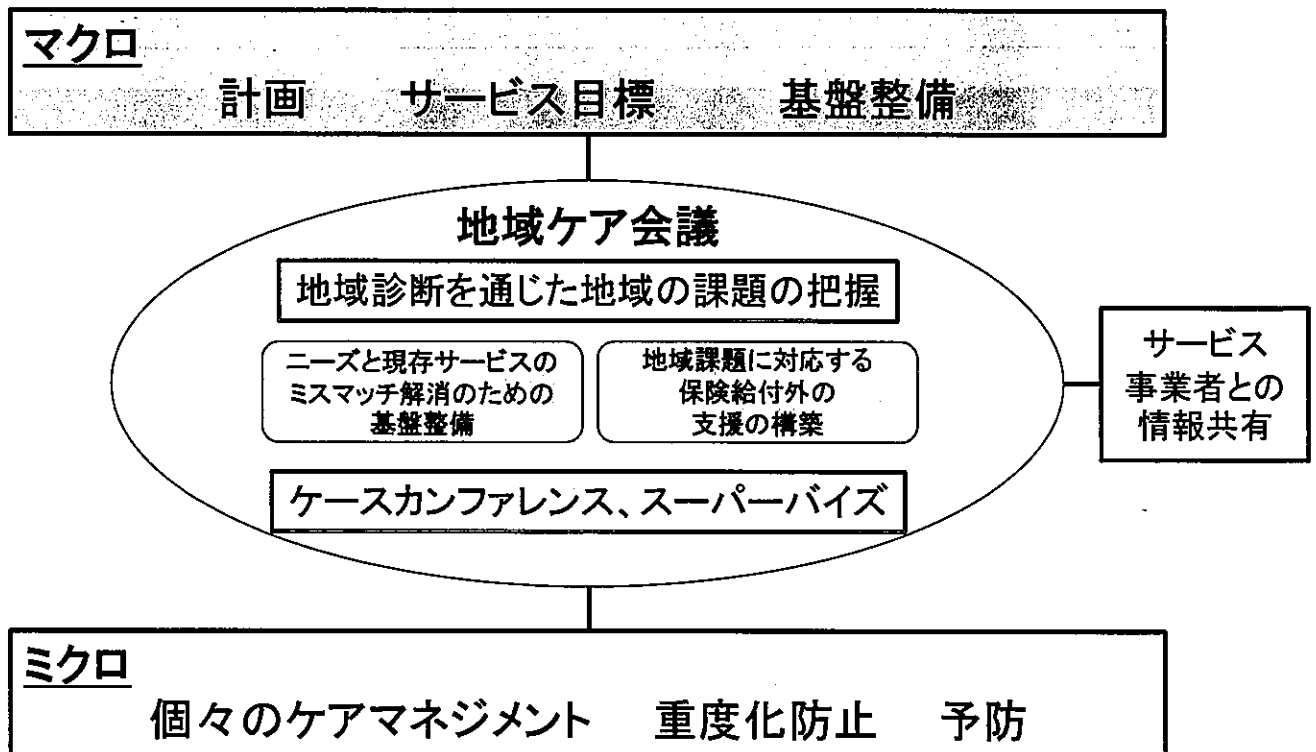 マクロ
計画 サービス目標 基盤整備
地域ケア会議
地域診断を通じた地域の課題の把握
ニーズと現存サービスの
ミスマッチ解消のための
基盤整備
地域課題に対応する
保険給付外の
支援の構築
ケースカンファレンス、スーパーバイズ
サービス
事業者との
情報共有
ミクロ
個々のケアマネジメント 重度化防止 予防